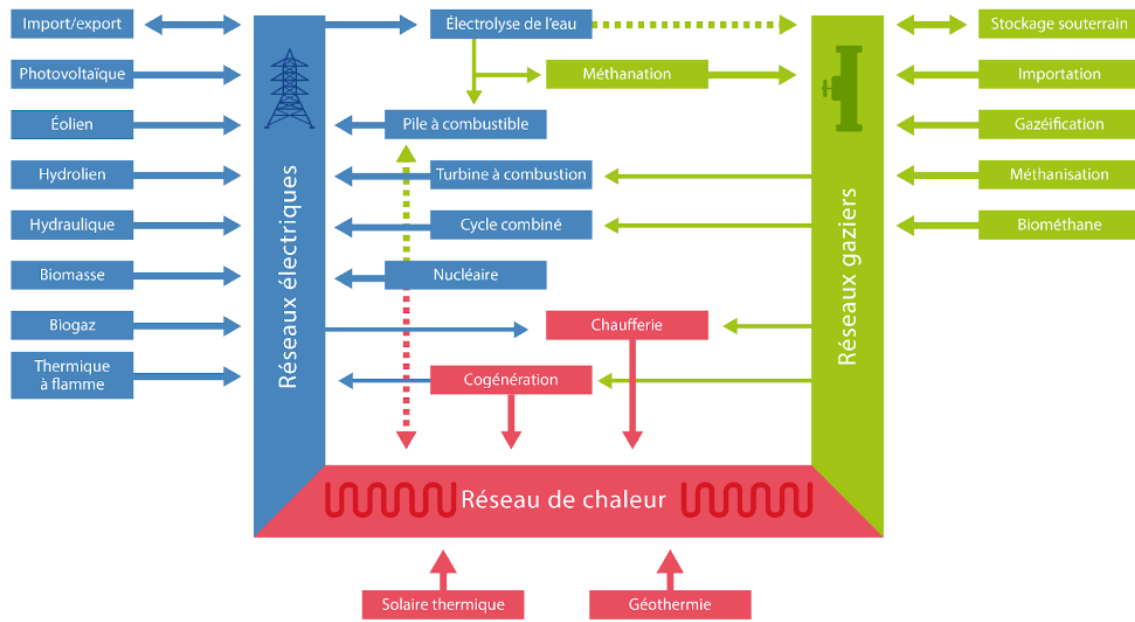 Import/export
Électrolyse de l'eau
Stockage souterrain
Photovoltaïque
Méthanation
Importation
Éolien
Pile à combustible
Gazéification
Hydrolien
Turbine à combustion
Méthanisation
Hydraulique
Cycle combiné
Biométhane
Biomasse
Nucléaire
Biogaz
Chaufferie
Thermique
à flamme
Cogénération
Réseaux électriques
Réseaux gaziers
Réseau de chaleur
Solaire thermique
Géothermie